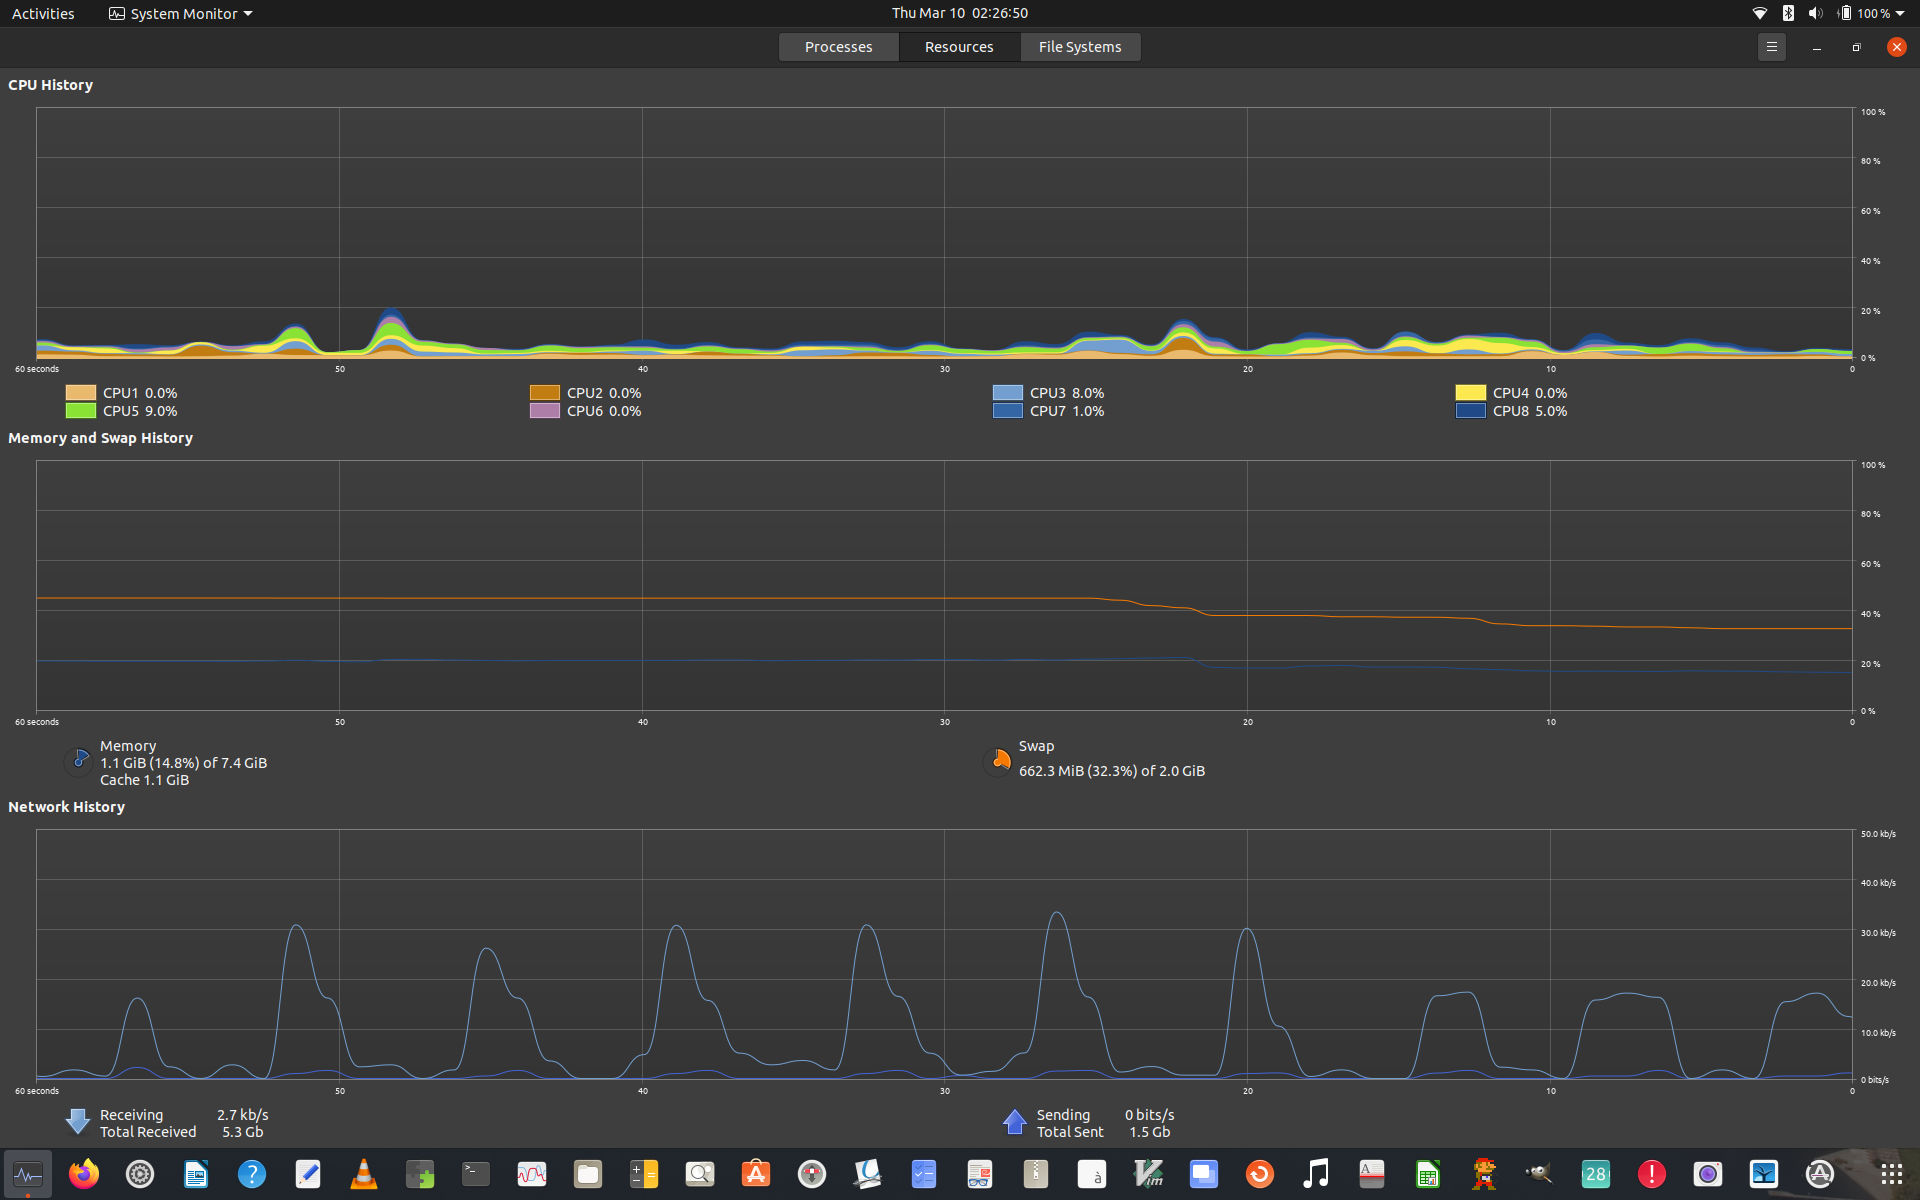 Activities System Monitor Thu Mar 10 02:26:50 100 %
Processes Resources File Systems
CPU History
100 %
80 %
60 %
40 %
20 %
0 %
60 seconds 50 40 30 20 10 0
CPU1 0.0% CPU2 0.0% CPU3 8.0% CPU4 0.0%
CPU5 9.0% CPU6 0.0% CPU7 1.0% CPU8 5.0%
Memory and Swap History
100 %
80 %
60 %
40 %
20 %
0 %
60 seconds 50 40 30 20 10 0
Memory
1.1 GiB (14.8%) of 7.4 GiB
Cache 1.1 GiB
Swap
662.3 MiB (32.3%) of 2.0 GiB
Network History
50.0 kb/s
40.0 kb/s
30.0 kb/s
20.0 kb/s
10.0 kb/s
0 bits/s
60 seconds 50 40 30 20 10 0
Receiving 2.7 kb/s
Total Received 5.3 Gb
Sending 0 bits/s
Total Sent 1.5 Gb
>_ ? à Vim A 28 !